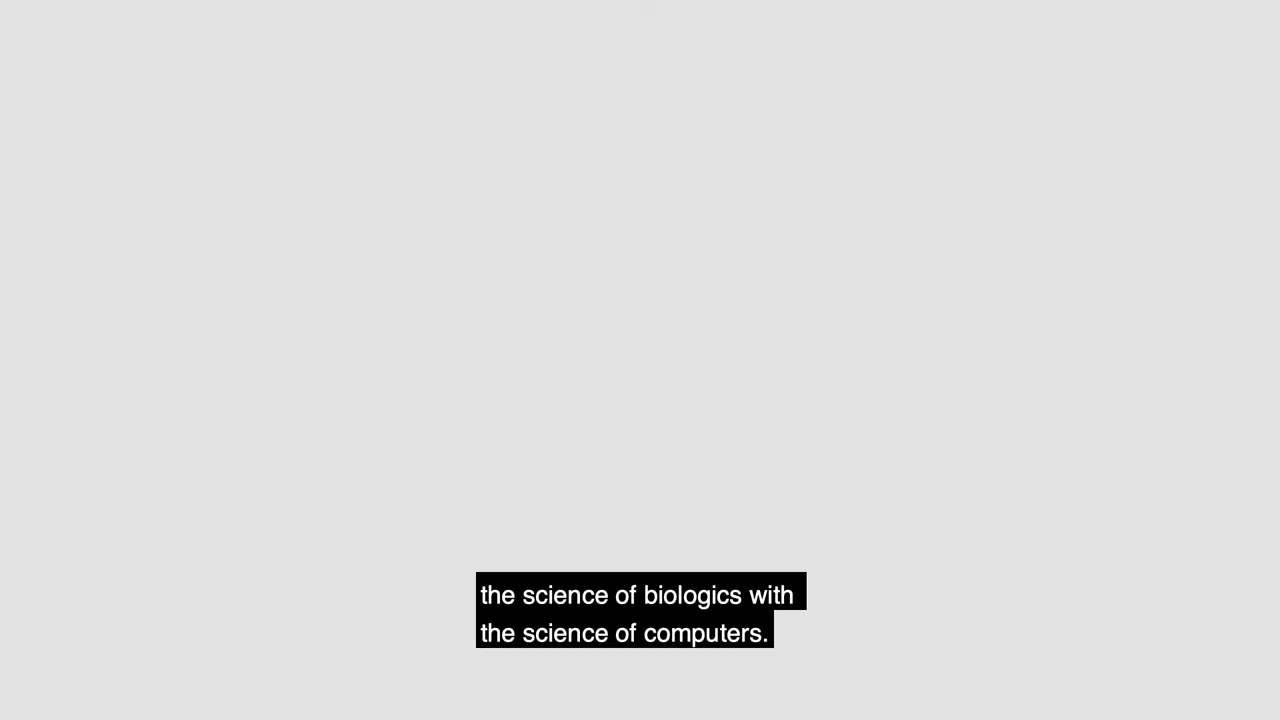 the science of biologics with
the science of computers.